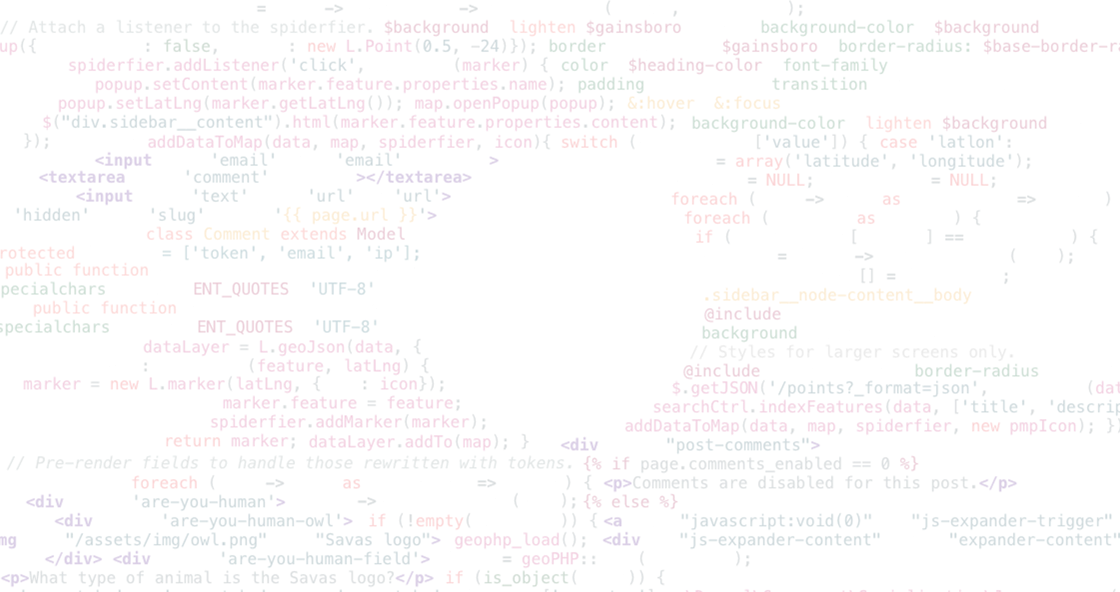 = -> -> ( , );
// Attach a listener to the spiderfier. $background lighten $gainsboro background-color $background
up({ : false, : new L.Point(0.5, -24)}); border $gainsboro border-radius: $base-border-ra
spiderfier.addListener('click', (marker) { color $heading-color font-family
popup.setContent(marker.feature.properties.name); padding transition
popup.setLatLng(marker.getLatLng()); map.openPopup(popup); &:hover &:focus
$("div.sidebar__content").html(marker.feature.properties.content); background-color lighten $background
}); addDataToMap(data, map, spiderfier, icon){ switch ( ['value']) { case 'latlon':
<input 'email' 'email' > = array('latitude', 'longitude');
<textarea 'comment' ></textarea> = NULL; = NULL;
<input 'text' 'url' 'url'> foreach ( -> as => )
'hidden' 'slug' '{{ page.url }}'> foreach ( as ) {
class Comment extends Model if ( [ ] == ) {
rotected = ['token', 'email', 'ip']; = -> ( );
public function [] = ;
pecialchars ENT_QUOTES 'UTF-8' .sidebar__node-content__body
public function @include
specialchars ENT_QUOTES 'UTF-8' background
dataLayer = L.geoJson(data, { // Styles for larger screens only.
: (feature, latLng) { @include border-radius
marker = new L.marker(latLng, { : icon}); $.getJSON('/points?_format=json', (dat
marker.feature = feature; searchCtrl.indexFeatures(data, ['title', 'descrip
spiderfier.addMarker(marker); addDataToMap(data, map, spiderfier, new pmpIcon); })
return marker; dataLayer.addTo(map); } <div "post-comments">
// Pre-render fields to handle those rewritten with tokens. {% if page.comments_enabled == 0 %}
foreach ( -> as => ) { <p>Comments are disabled for this post.</p>
<div 'are-you-human'> -> ( ); {% else %}
<div 'are-you-human-owl'> if (!empty( )) { <a "javascript:void(0)" "js-expander-trigger"
mg "/assets/img/owl.png" "Savas logo"> geophp_load(); <div "js-expander-content" "expander-content"
</div> <div 'are-you-human-field'> = geoPHP:: ( );
<p>What type of animal is the Savas logo?</p> if (is_object( )) {